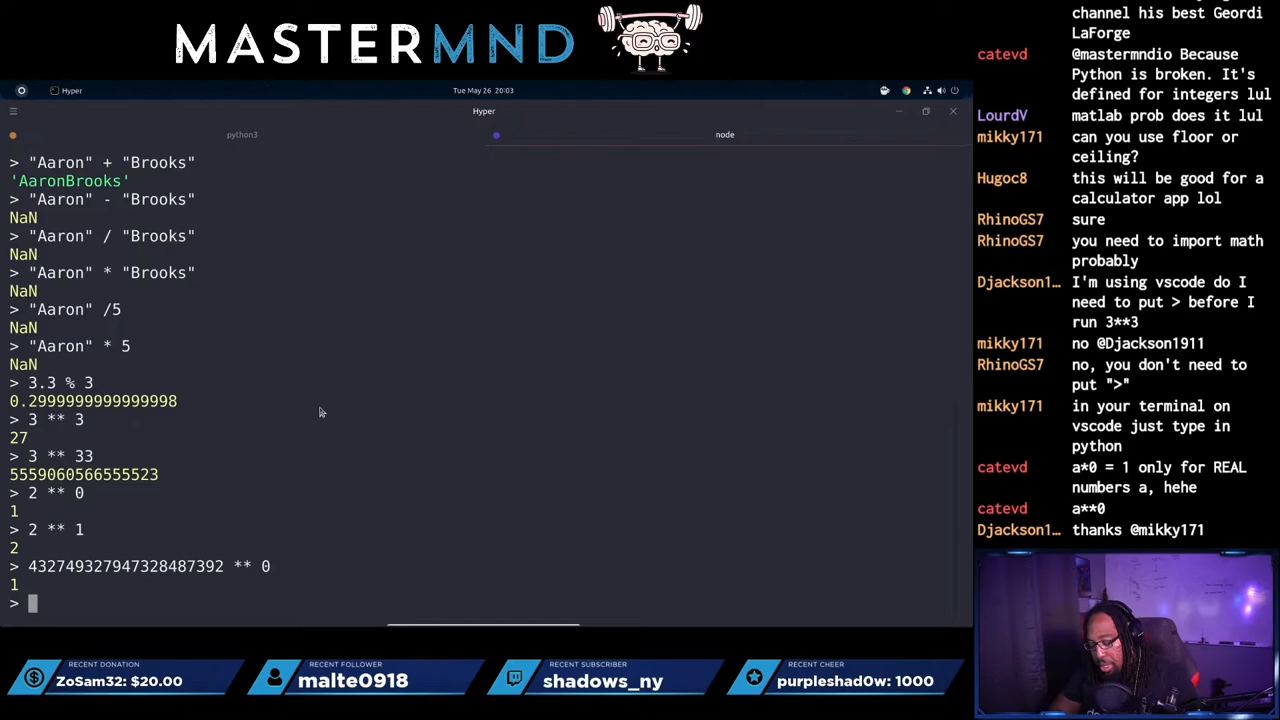 MASTERMND
Hyper
Tue May 26 20:03
Hyper
python3
node
> "Aaron" + "Brooks"
'AaronBrooks'
> "Aaron" - "Brooks"
NaN
> "Aaron" / "Brooks"
NaN
> "Aaron" * "Brooks"
NaN
> "Aaron" /5
NaN
> "Aaron" * 5
NaN
> 3.3 % 3
0.2999999999999998
> 3 ** 3
27
> 3 ** 33
5559060566555523
> 2 ** 0
1
> 2 ** 1
2
> 432749327947328487392 ** 0
1
>
channel his best Geordi
LaForge
catevd @mastermndio Because
Python is broken. It's
defined for integers lul
LourdV matlab prob does it lul
mikky171 can you use floor or
ceiling?
Hugoc8 this will be good for a
calculator app lol
RhinoGS7 sure
RhinoGS7 you need to import math
probably
Djackson1… I'm using vscode do I
need to put > before I
run 3**3
mikky171 no @Djackson1911
RhinoGS7 no, you don't need to
put ">"
mikky171 in your terminal on
vscode just type in
python
catevd a*0 = 1 only for REAL
numbers a, hehe
catevd a**0
Djackson1… thanks @mikky171
RECENT DONATION
ZoSam32: $20.00
RECENT FOLLOWER
malte0918
RECENT SUBSCRIBER
shadows_ny
RECENT CHEER
purpleshad0w: 1000